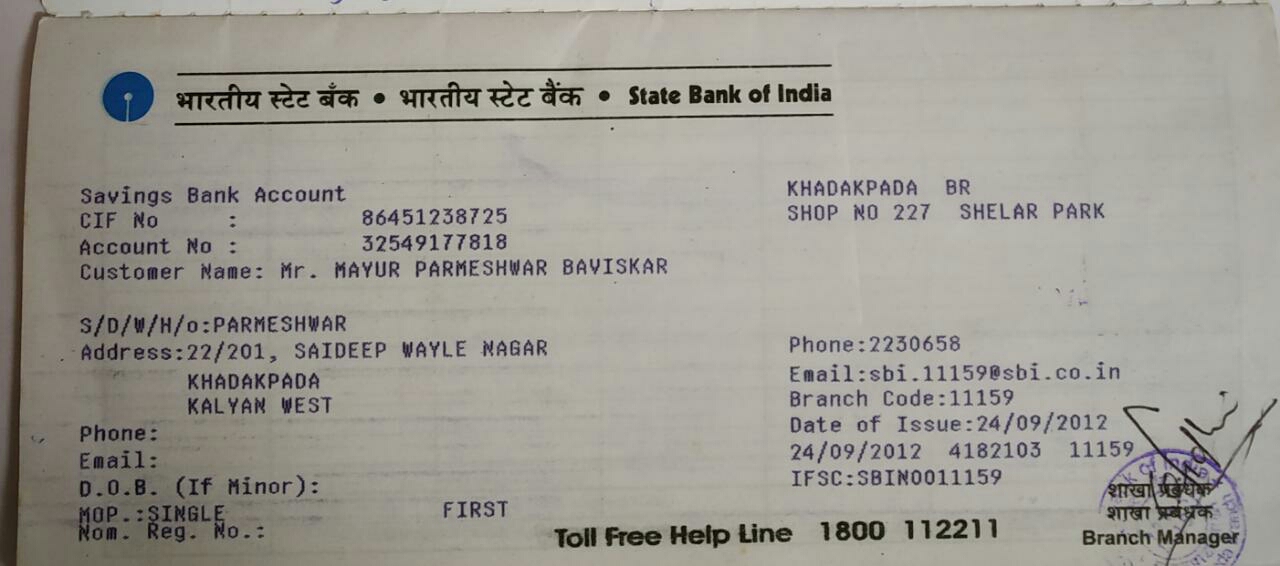 भारतीय स्टेट बँक • भारतीय स्टेट बैंक • State Bank of India
Savings Bank Account
CIF No : 86451238725
Account No : 32549177818
Customer Name: Mr. MAYUR PARMESHWAR BAVISKAR
KHADAKPADA BR
SHOP NO 227 SHELAR PARK
S/D/W/H/o:PARMESHWAR
Address:22/201, SAIDEEP WAYLE NAGAR
KHADAKPADA
KALYAN WEST
Phone:
Email:
D.O.B. (If Minor):
MOP.:SINGLE FIRST
Nom. Reg. No.:
Phone:2230658
Email:sbi.11159@sbi.co.in
Branch Code:11159
Date of Issue:24/09/2012
24/09/2012 4182103 11159
IFSC:SBIN0011159
शाखा प्रबंधक
शाखा प्रबंधक
Branch Manager
Toll Free Help Line 1800 112211